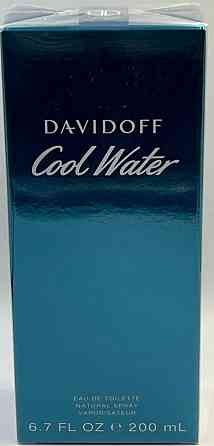 DAVIDOFF
Cool Water
EAU DE TOILETTE
NATURAL SPRAY
VAPORISATEUR
6.7 FL OZ ℮ 200 mL